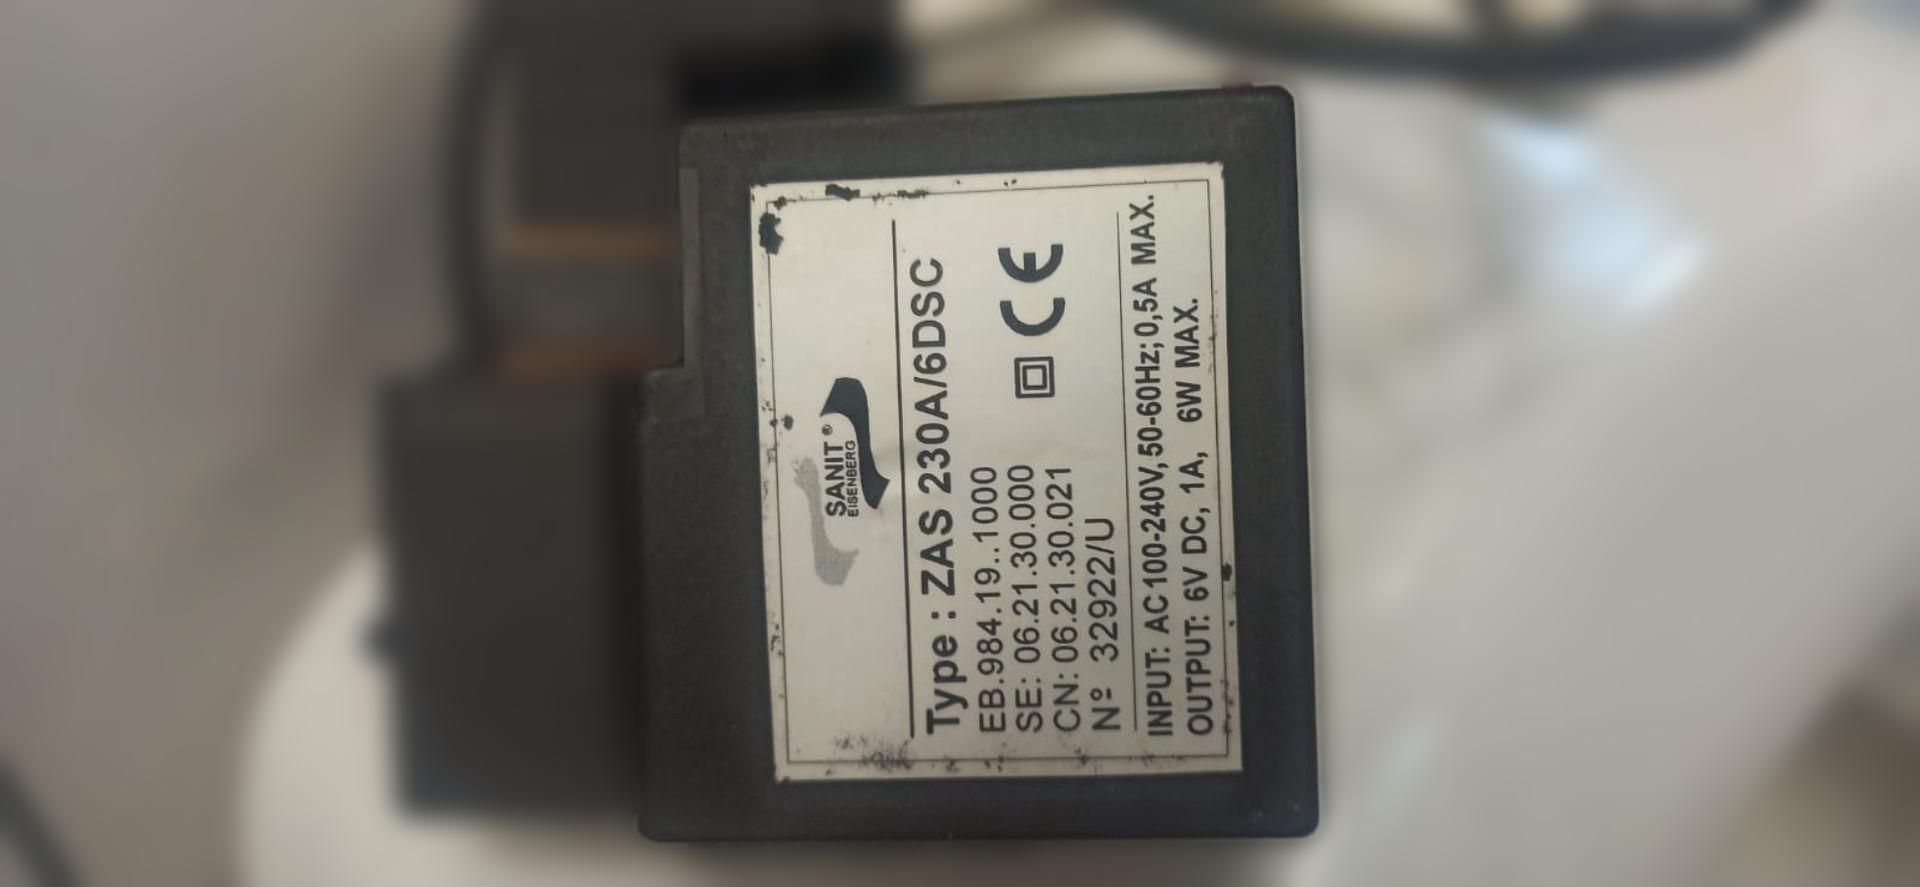 SANIT®
EISENBERG
Type : ZAS 230A/6DSC
EB.984.19..1000
SE: 06.21.30.000
CN: 06.21.30.021
Nº 32922/U
CE
INPUT: AC100-240V, 50-60Hz; 0,5A MAX.
OUTPUT: 6V DC, 1A, 6W MAX.